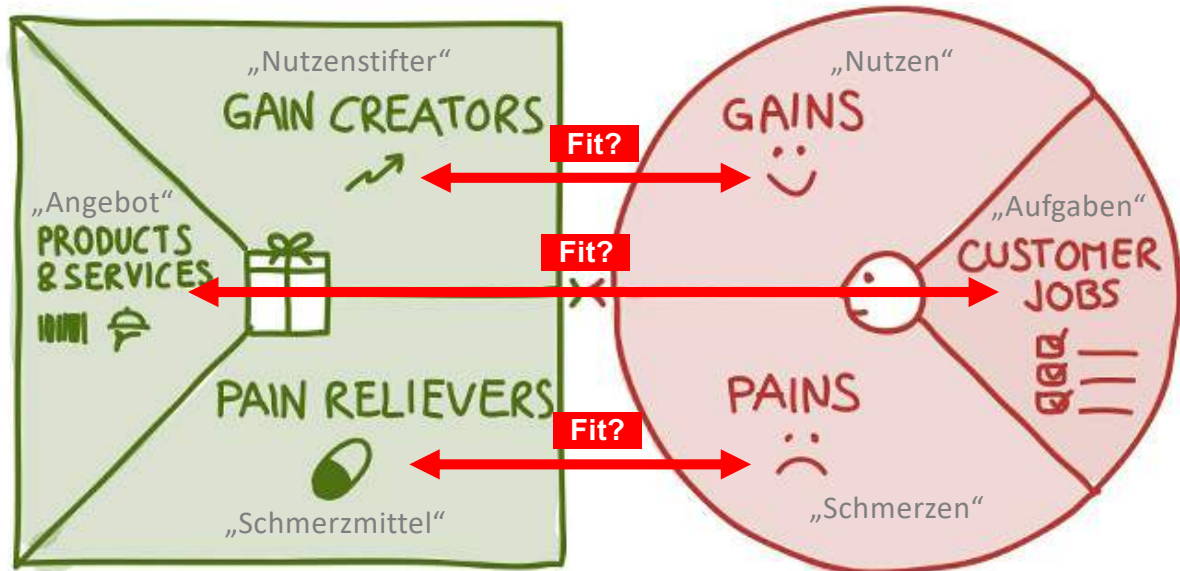 „Nutzenstifter“
GAIN CREATORS
„Angebot“
PRODUCTS
& SERVICES
PAIN RELIEVERS
„Schmerzmittel“
Fit?
Fit?
Fit?
„Nutzen“
GAINS
„Aufgaben“
CUSTOMER
JOBS
PAINS
„Schmerzen“